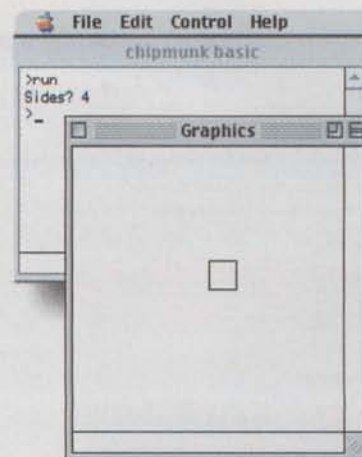 File Edit Control Help
chipmunk basic
>run
Sides? 4
>_
Graphics